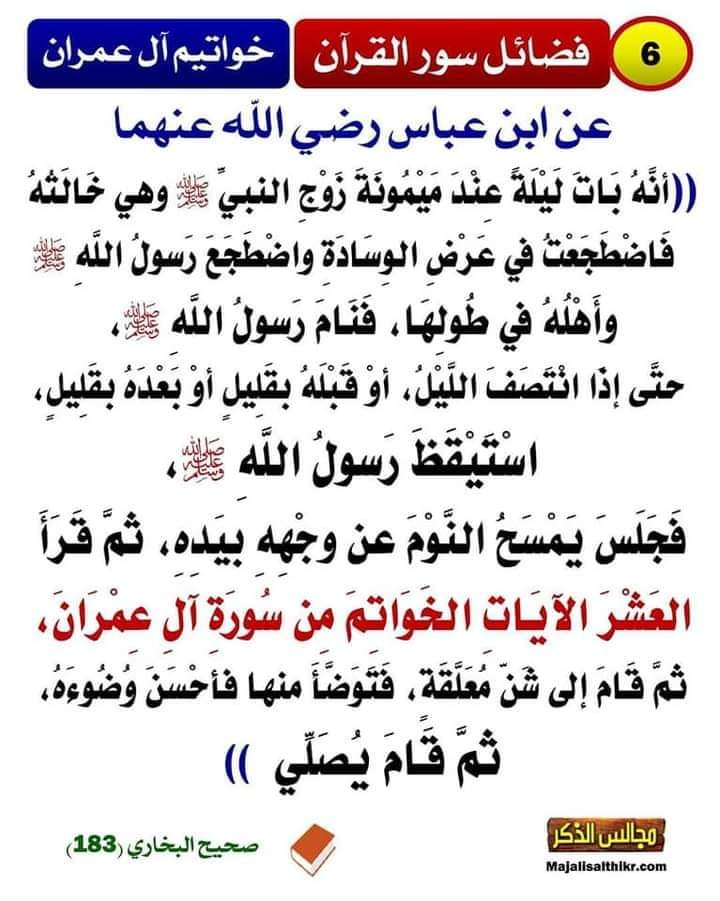 6
فضائل سور القرآن
خواتيم آل عمران
عن ابن عباس رضي الله عنهما
((أنَّهُ بَاتَ لَيْلَةً عِنْدَ مَيْمُونَةَ زَوْجِ النبيِّ ﷺ وهي خَالَتُهُ
فَاضْطَجَعْتُ في عَرْضِ الوِسَادَةِ واضْطَجَعَ رَسولُ اللَّهِ ﷺ
وأَهْلُهُ في طُولِهَا، فَنَامَ رَسولُ اللَّهِ ﷺ،
حتَّى إذَا انْتَصَفَ اللَّيْلُ، أوْ قَبْلَهُ بقَلِيلٍ أوْ بَعْدَهُ بقَلِيلٍ،
اسْتَيْقَظَ رَسولُ اللَّهِ ﷺ،
فَجَلَسَ يَمْسَحُ النَّوْمَ عن وجْهِهِ بيَدِهِ، ثمَّ قَرَأَ
العَشْرَ الآيَاتِ الخَوَاتِمَ مِن سُورَةِ آلِ عِمْرَانَ،
ثمَّ قَامَ إلى شَنٍّ مُعَلَّقَةٍ، فَتَوَضَّأَ منها فأحْسَنَ وُضُوءَهُ،
ثمَّ قَامَ يُصَلِّي ))
صحيح البخاري (183)
مجالس الذكر
Majalisalthikr.com